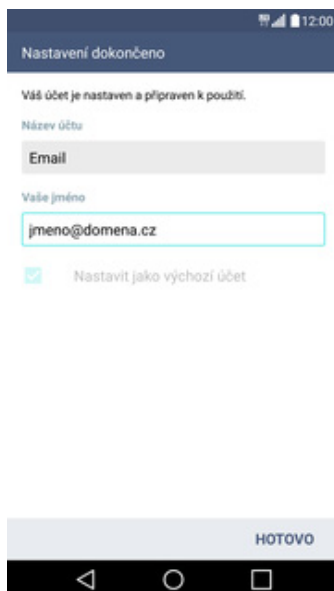 12:00
Nastavení dokončeno
Váš účet je nastaven a připraven k použití.
Název účtu
Email
Vaše jméno
jmeno@domena.cz
Nastavit jako výchozí účet
HOTOVO